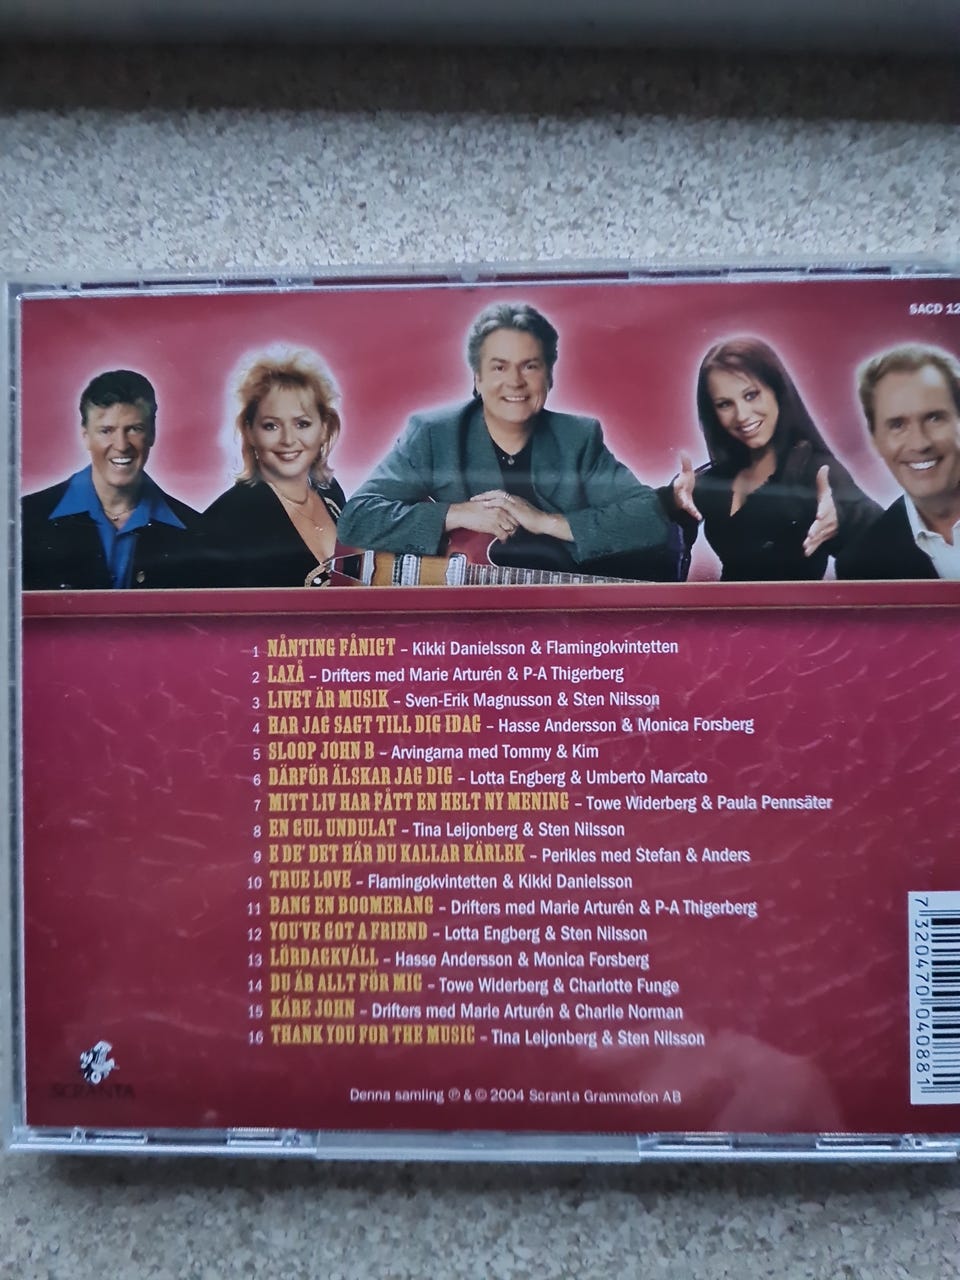 SACD 12
1 NÅNTING FÅNIGT – Kikki Danielsson & Flamingokvintetten
2 LAXÅ – Drifters med Marie Arturén & P-A Thigerberg
3 LIVET ÄR MUSIK – Sven-Erik Magnusson & Sten Nilsson
4 HAR JAG SAGT TILL DIG IDAG – Hasse Andersson & Monica Forsberg
5 SLOOP JOHN B – Arvingarna med Tommy & Kim
6 DÄRFÖR ÄLSKAR JAG DIG – Lotta Engberg & Umberto Marcato
7 MITT LIV HAR FÅTT EN HELT NY MENING – Towe Widerberg & Paula Pennsäter
8 EN GUL UNDULAT – Tina Leijonberg & Sten Nilsson
9 E DE' DET HÄR DU KALLAR KÄRLEK – Perikles med Stefan & Anders
10 TRUE LOVE – Flamingokvintetten & Kikki Danielsson
11 BANG EN BOOMERANG – Drifters med Marie Arturén & P-A Thigerberg
12 YOU'VE GOT A FRIEND – Lotta Engberg & Sten Nilsson
13 LÖRDAGKVÄLL – Hasse Andersson & Monica Forsberg
14 DU ÄR ALLT FÖR MIG – Towe Widerberg & Charlotte Funge
15 KÄRE JOHN – Drifters med Marie Arturén & Charlie Norman
16 THANK YOU FOR THE MUSIC – Tina Leijonberg & Sten Nilsson
7 320470 040881
SCRANTA
Denna samling ℗ & © 2004 Scranta Grammofon AB